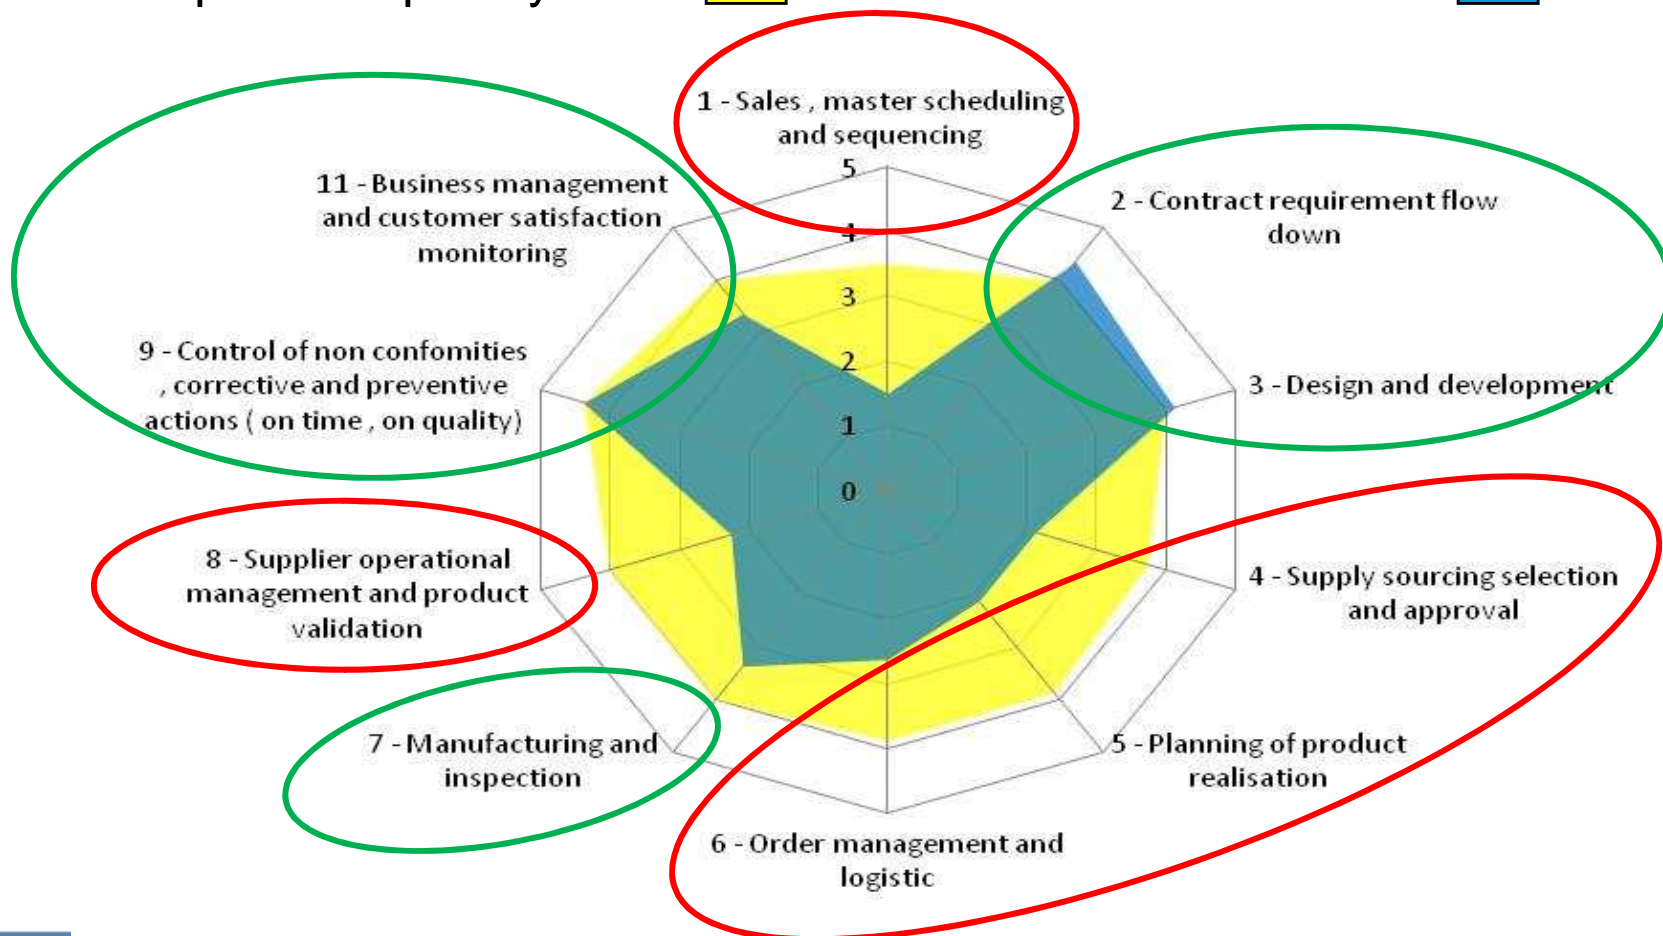 1 - Sales , master scheduling
and sequencing
2 - Contract requirement flow
down
3 - Design and development
4 - Supply sourcing selection
and approval
5 - Planning of product
realisation
6 - Order management and
logistic
7 - Manufacturing and
inspection
8 - Supplier operational
management and product
validation
9 - Control of non confomities
, corrective and preventive
actions ( on time , on quality)
11 - Business management
and customer satisfaction
monitoring
5
4
3
2
1
0